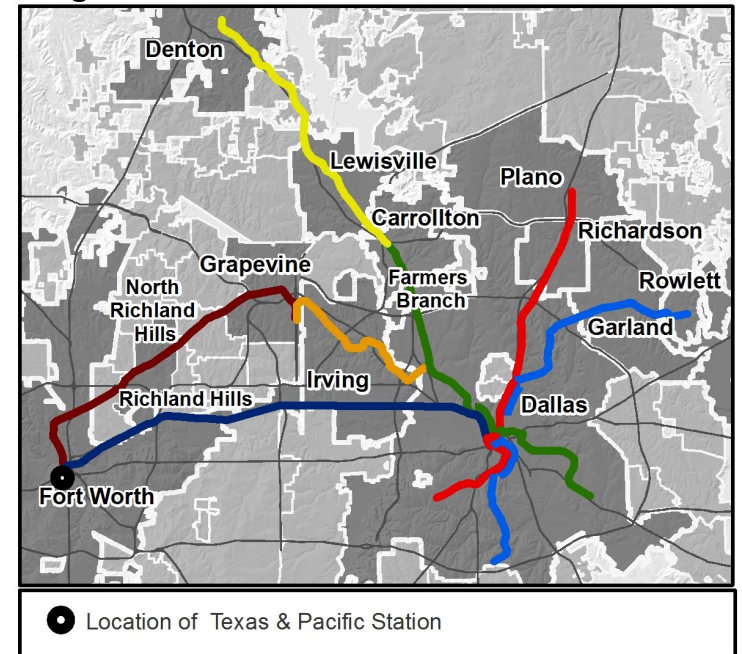 Denton
Lewisville
Plano
Carrollton
Richardson
Grapevine
Farmers
Branch
Rowlett
North
Richland
Hills
Garland
Irving
Richland Hills
Dallas
Fort Worth
Location of Texas & Pacific Station